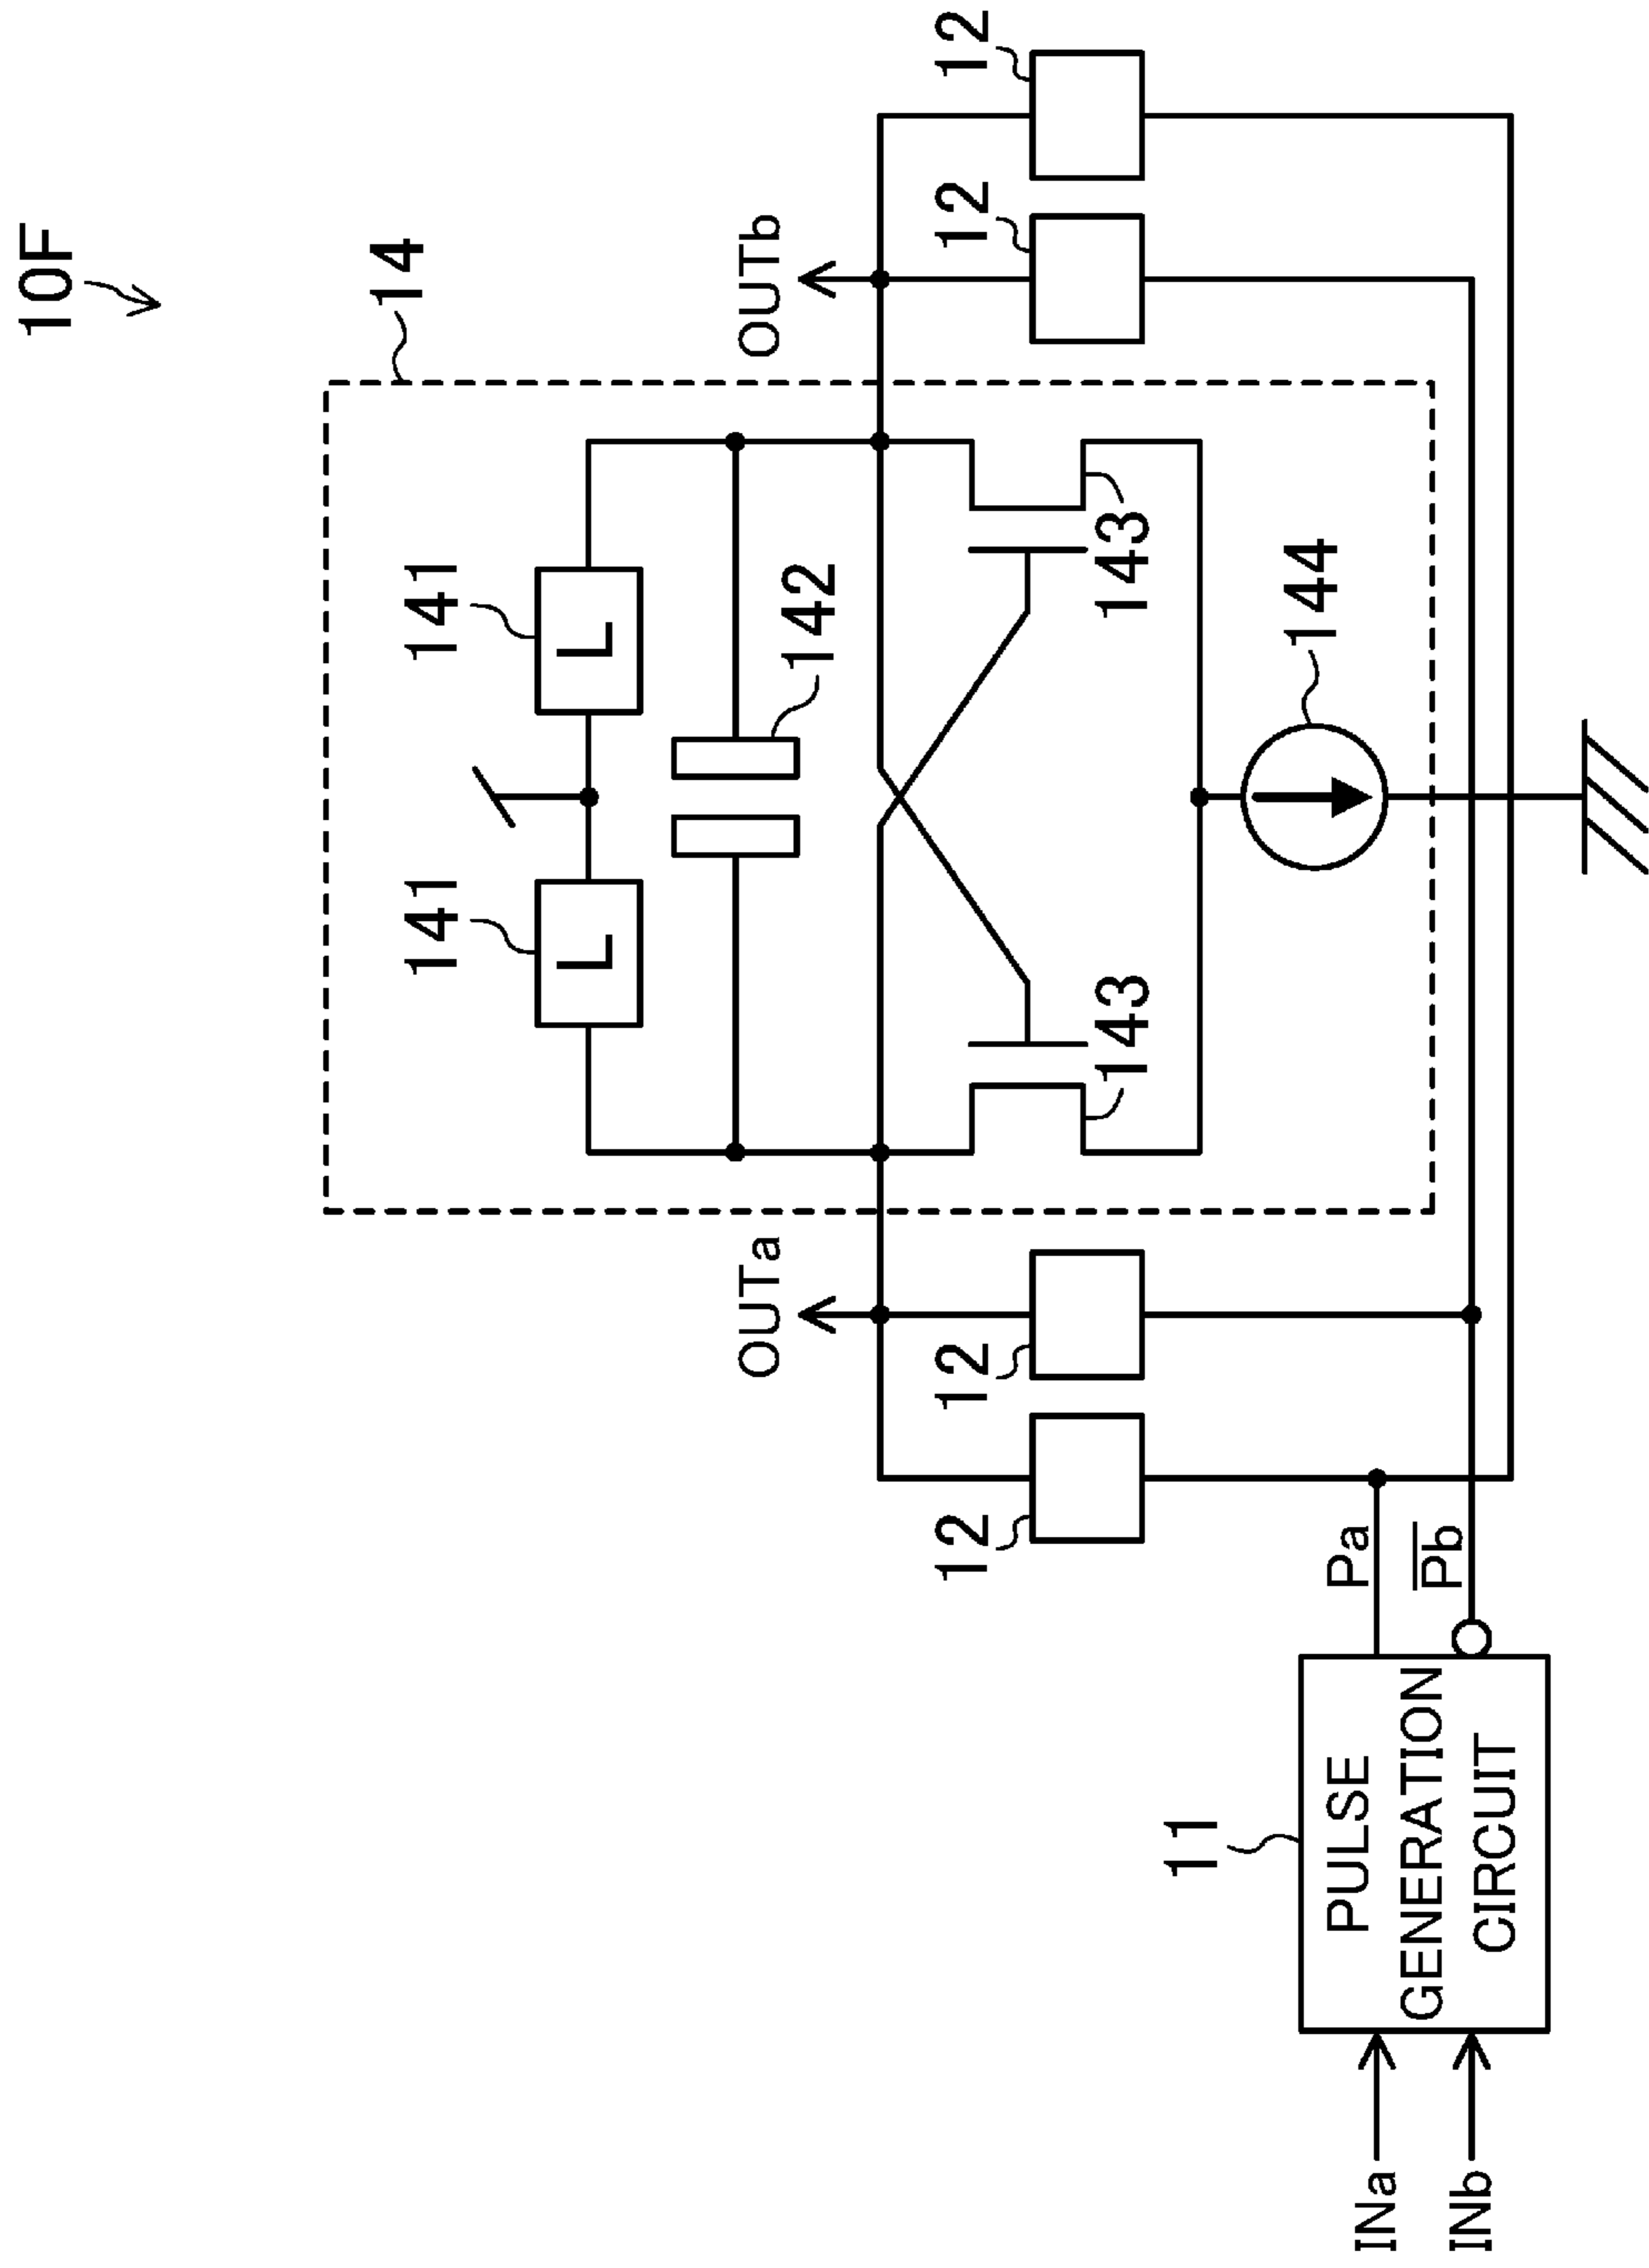 10F
14
141
141
142
OUTa
OUTb
12
12
12
12
143
143
144
Pa
P̅b̅
11
PULSE
GENERATION
CIRCUIT
L
L
INa
INb